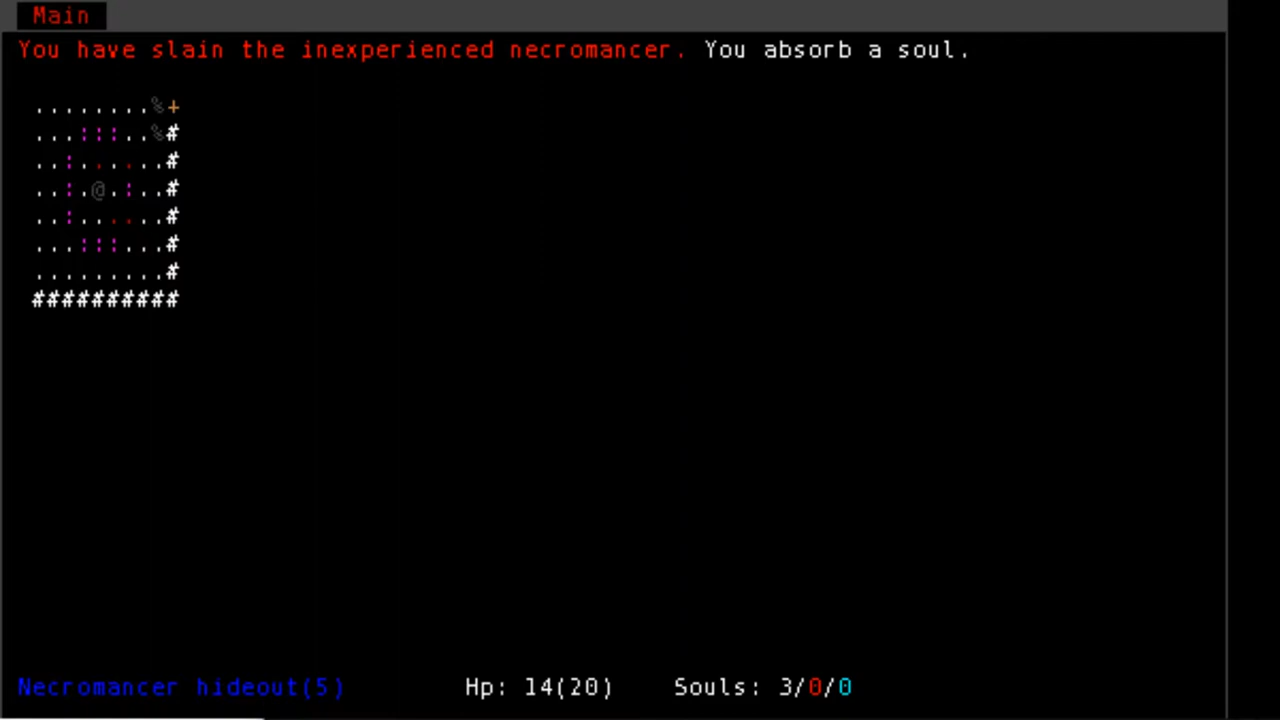 Main
You have slain the inexperienced necromancer. You absorb a soul.
........%+
...:::..%#
..:......#
..:.@.:..#
..:......#
...:::...#
.........#
##########
Necromancer hideout(5) Hp: 14(20) Souls: 3/0/0